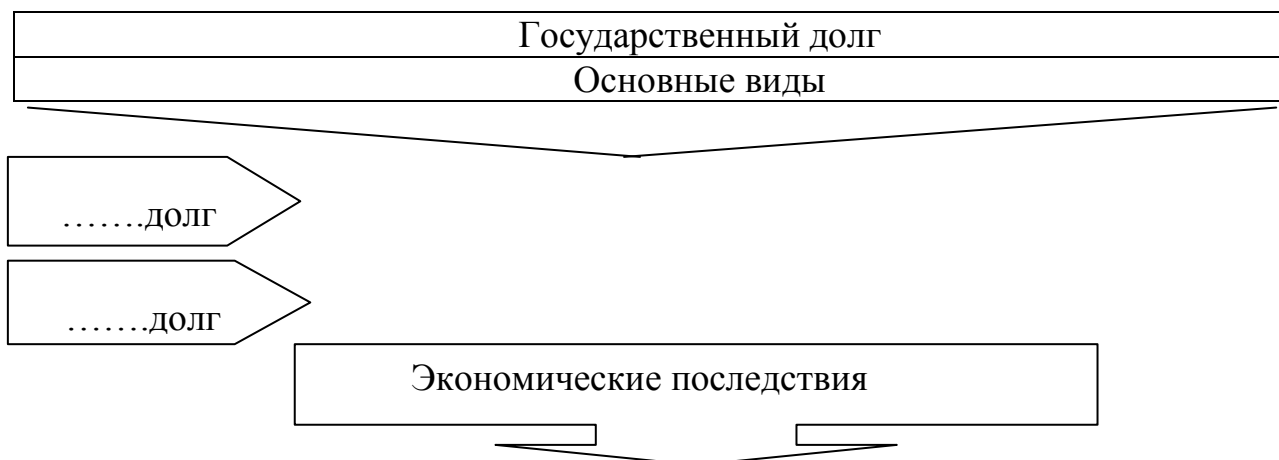 Государственный долг
Основные виды
…….долг
…….долг
Экономические последствия